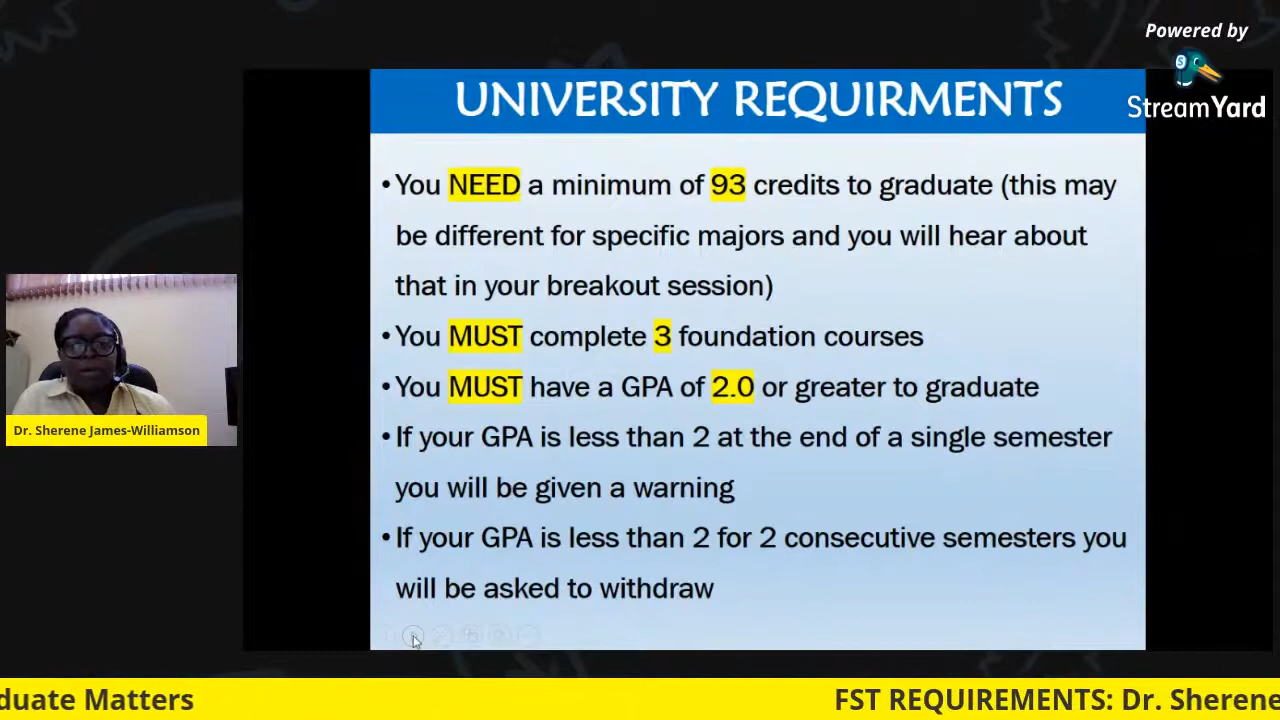 Powered by
StreamYard
UNIVERSITY REQUIRMENTS
• You NEED a minimum of 93 credits to graduate (this may
be different for specific majors and you will hear about
that in your breakout session)
• You MUST complete 3 foundation courses
• You MUST have a GPA of 2.0 or greater to graduate
• If your GPA is less than 2 at the end of a single semester
you will be given a warning
• If your GPA is less than 2 for 2 consecutive semesters you
will be asked to withdraw
Dr. Sherene James-Williamson
duate Matters
FST REQUIREMENTS: Dr. Sherene